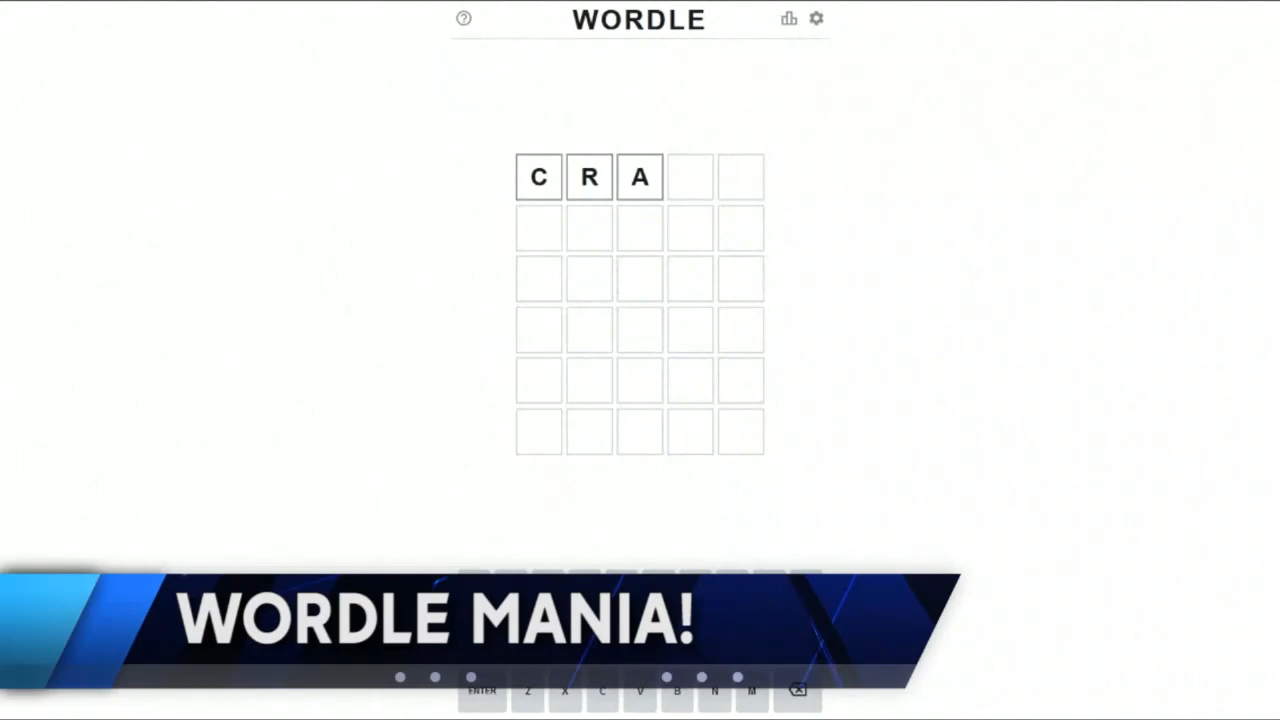 WORDLE
C R A
WORDLE MANIA!
ENTER Z X C V B N M